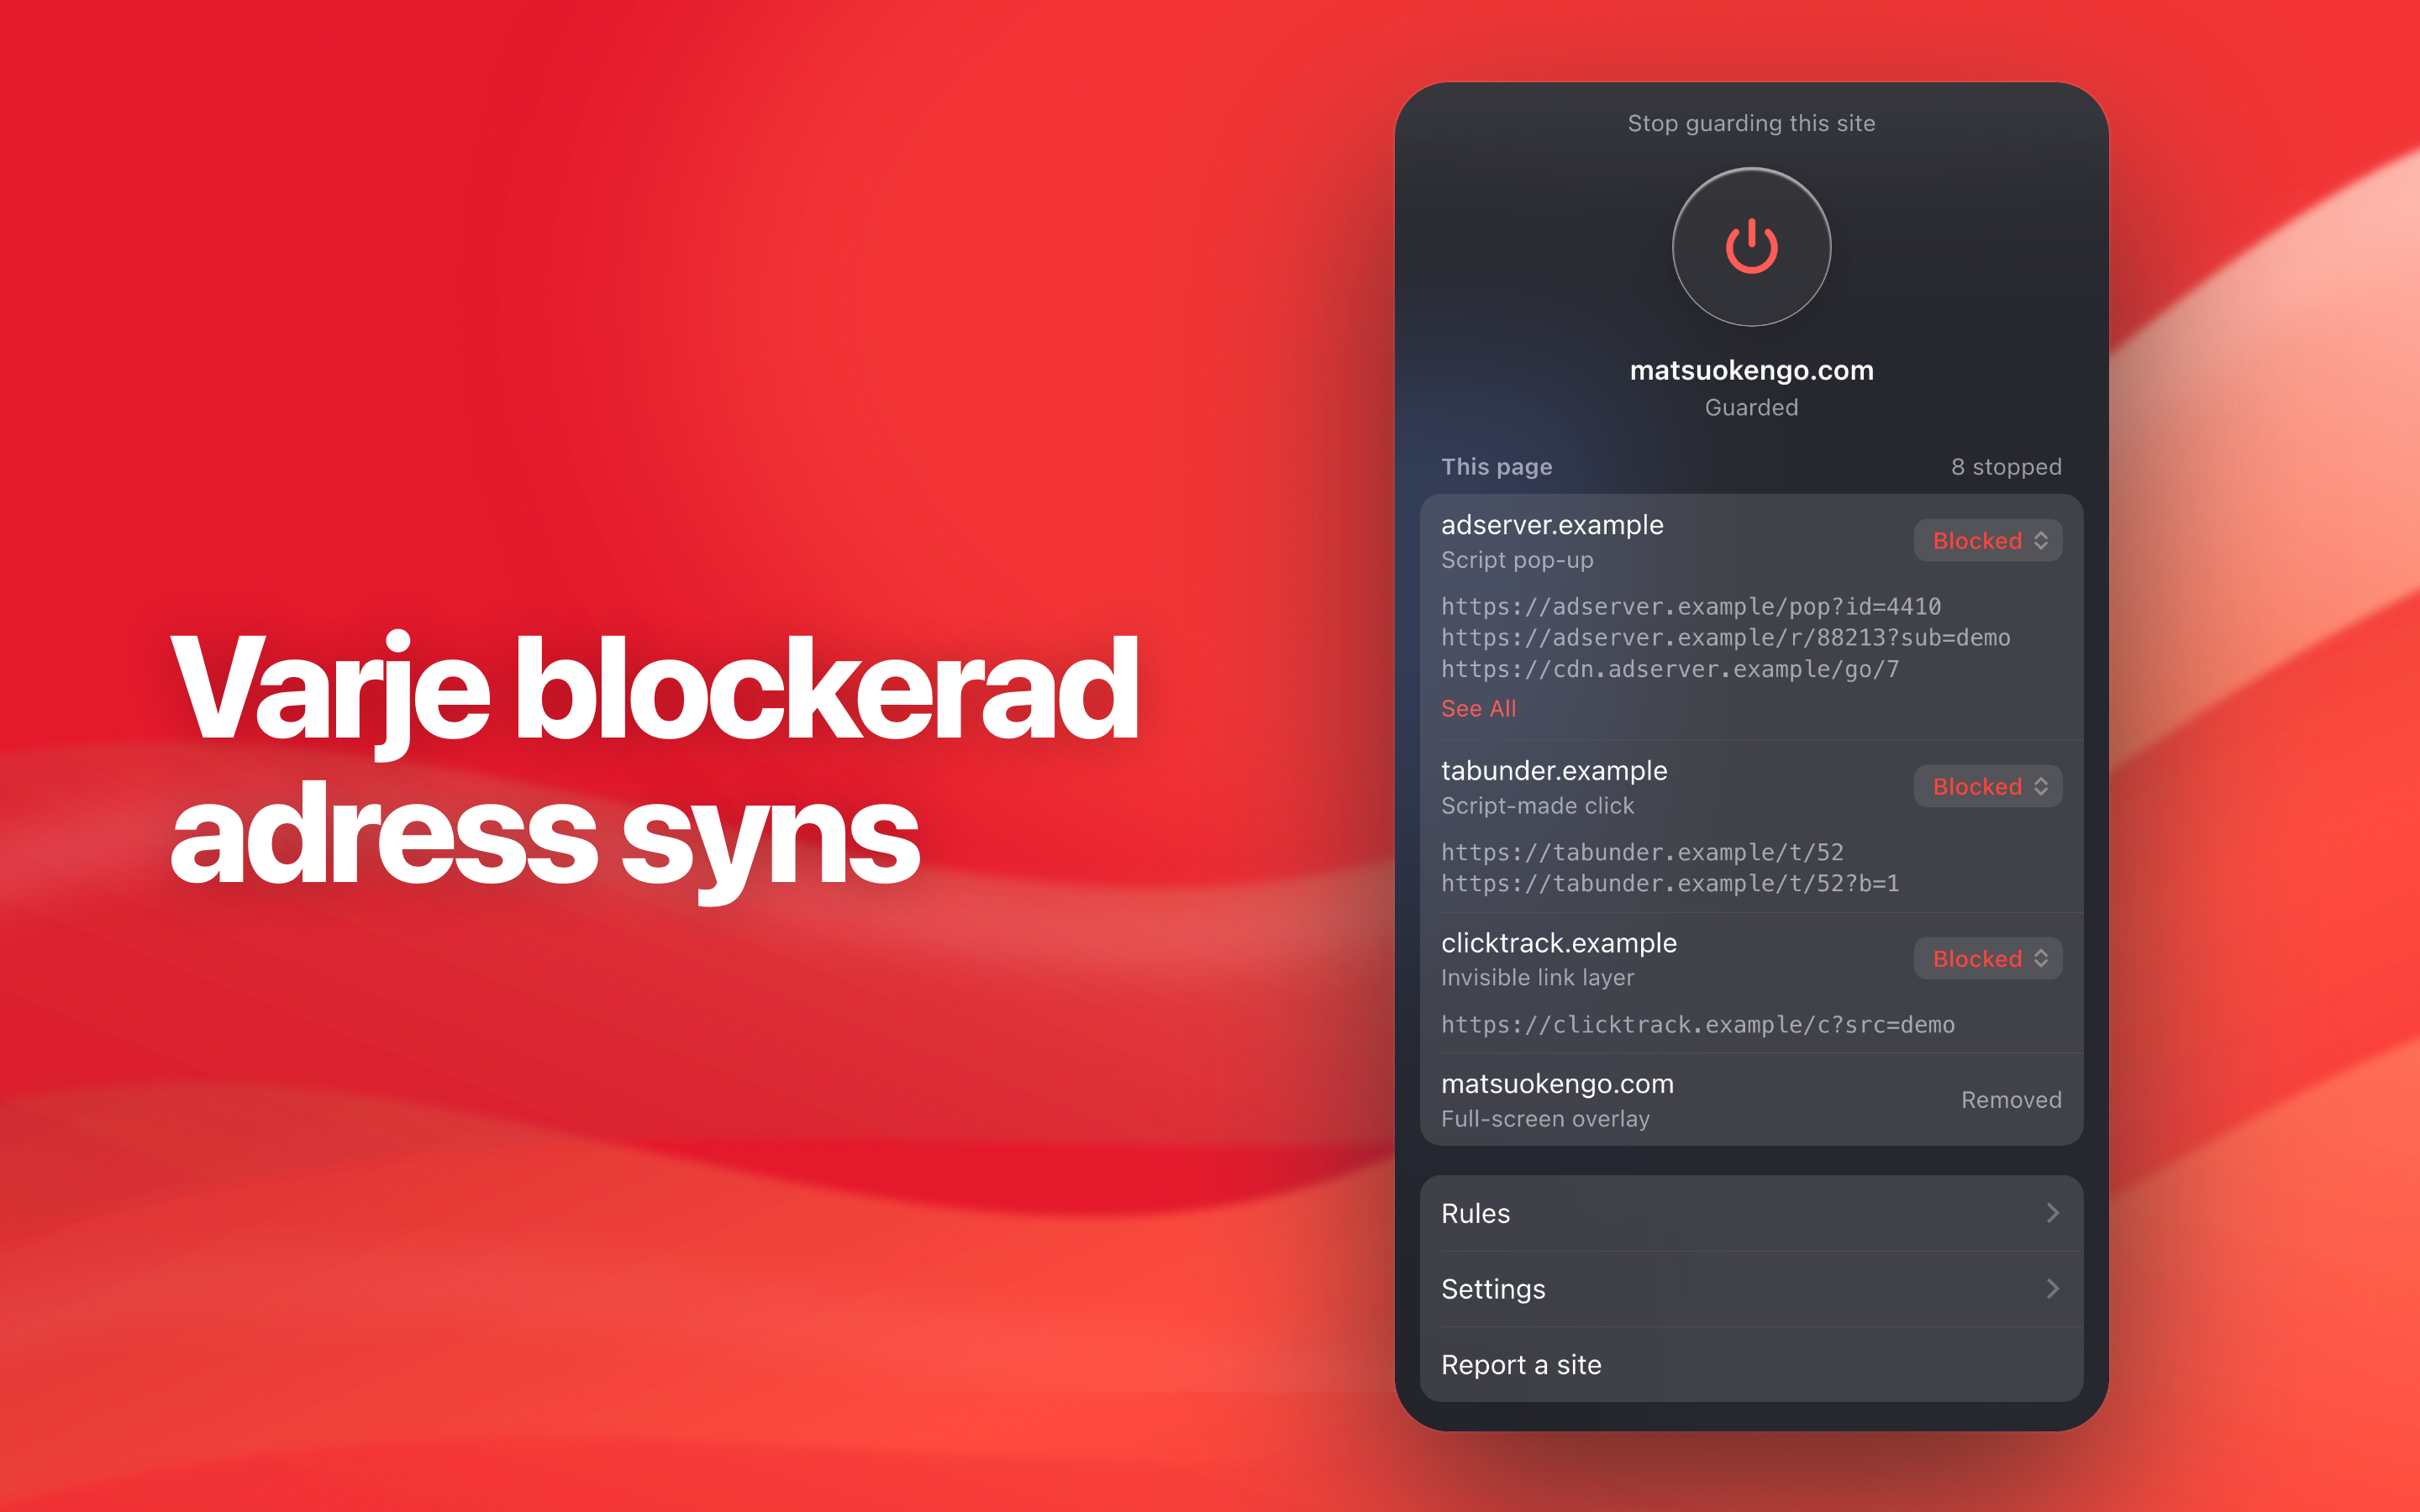 Varje blockerad
adress syns
Stop guarding this site
matsuokengo.com
Guarded
This page
8 stopped
adserver.example
Blocked
Script pop-up
https://adserver.example/pop?id=4410
https://adserver.example/r/88213?sub=demo
https://cdn.adserver.example/go/7
See All
tabunder.example
Blocked
Script-made click
https://tabunder.example/t/52
https://tabunder.example/t/52?b=1
clicktrack.example
Blocked
Invisible link layer
https://clicktrack.example/c?src=demo
matsuokengo.com
Removed
Full-screen overlay
Rules
Settings
Report a site